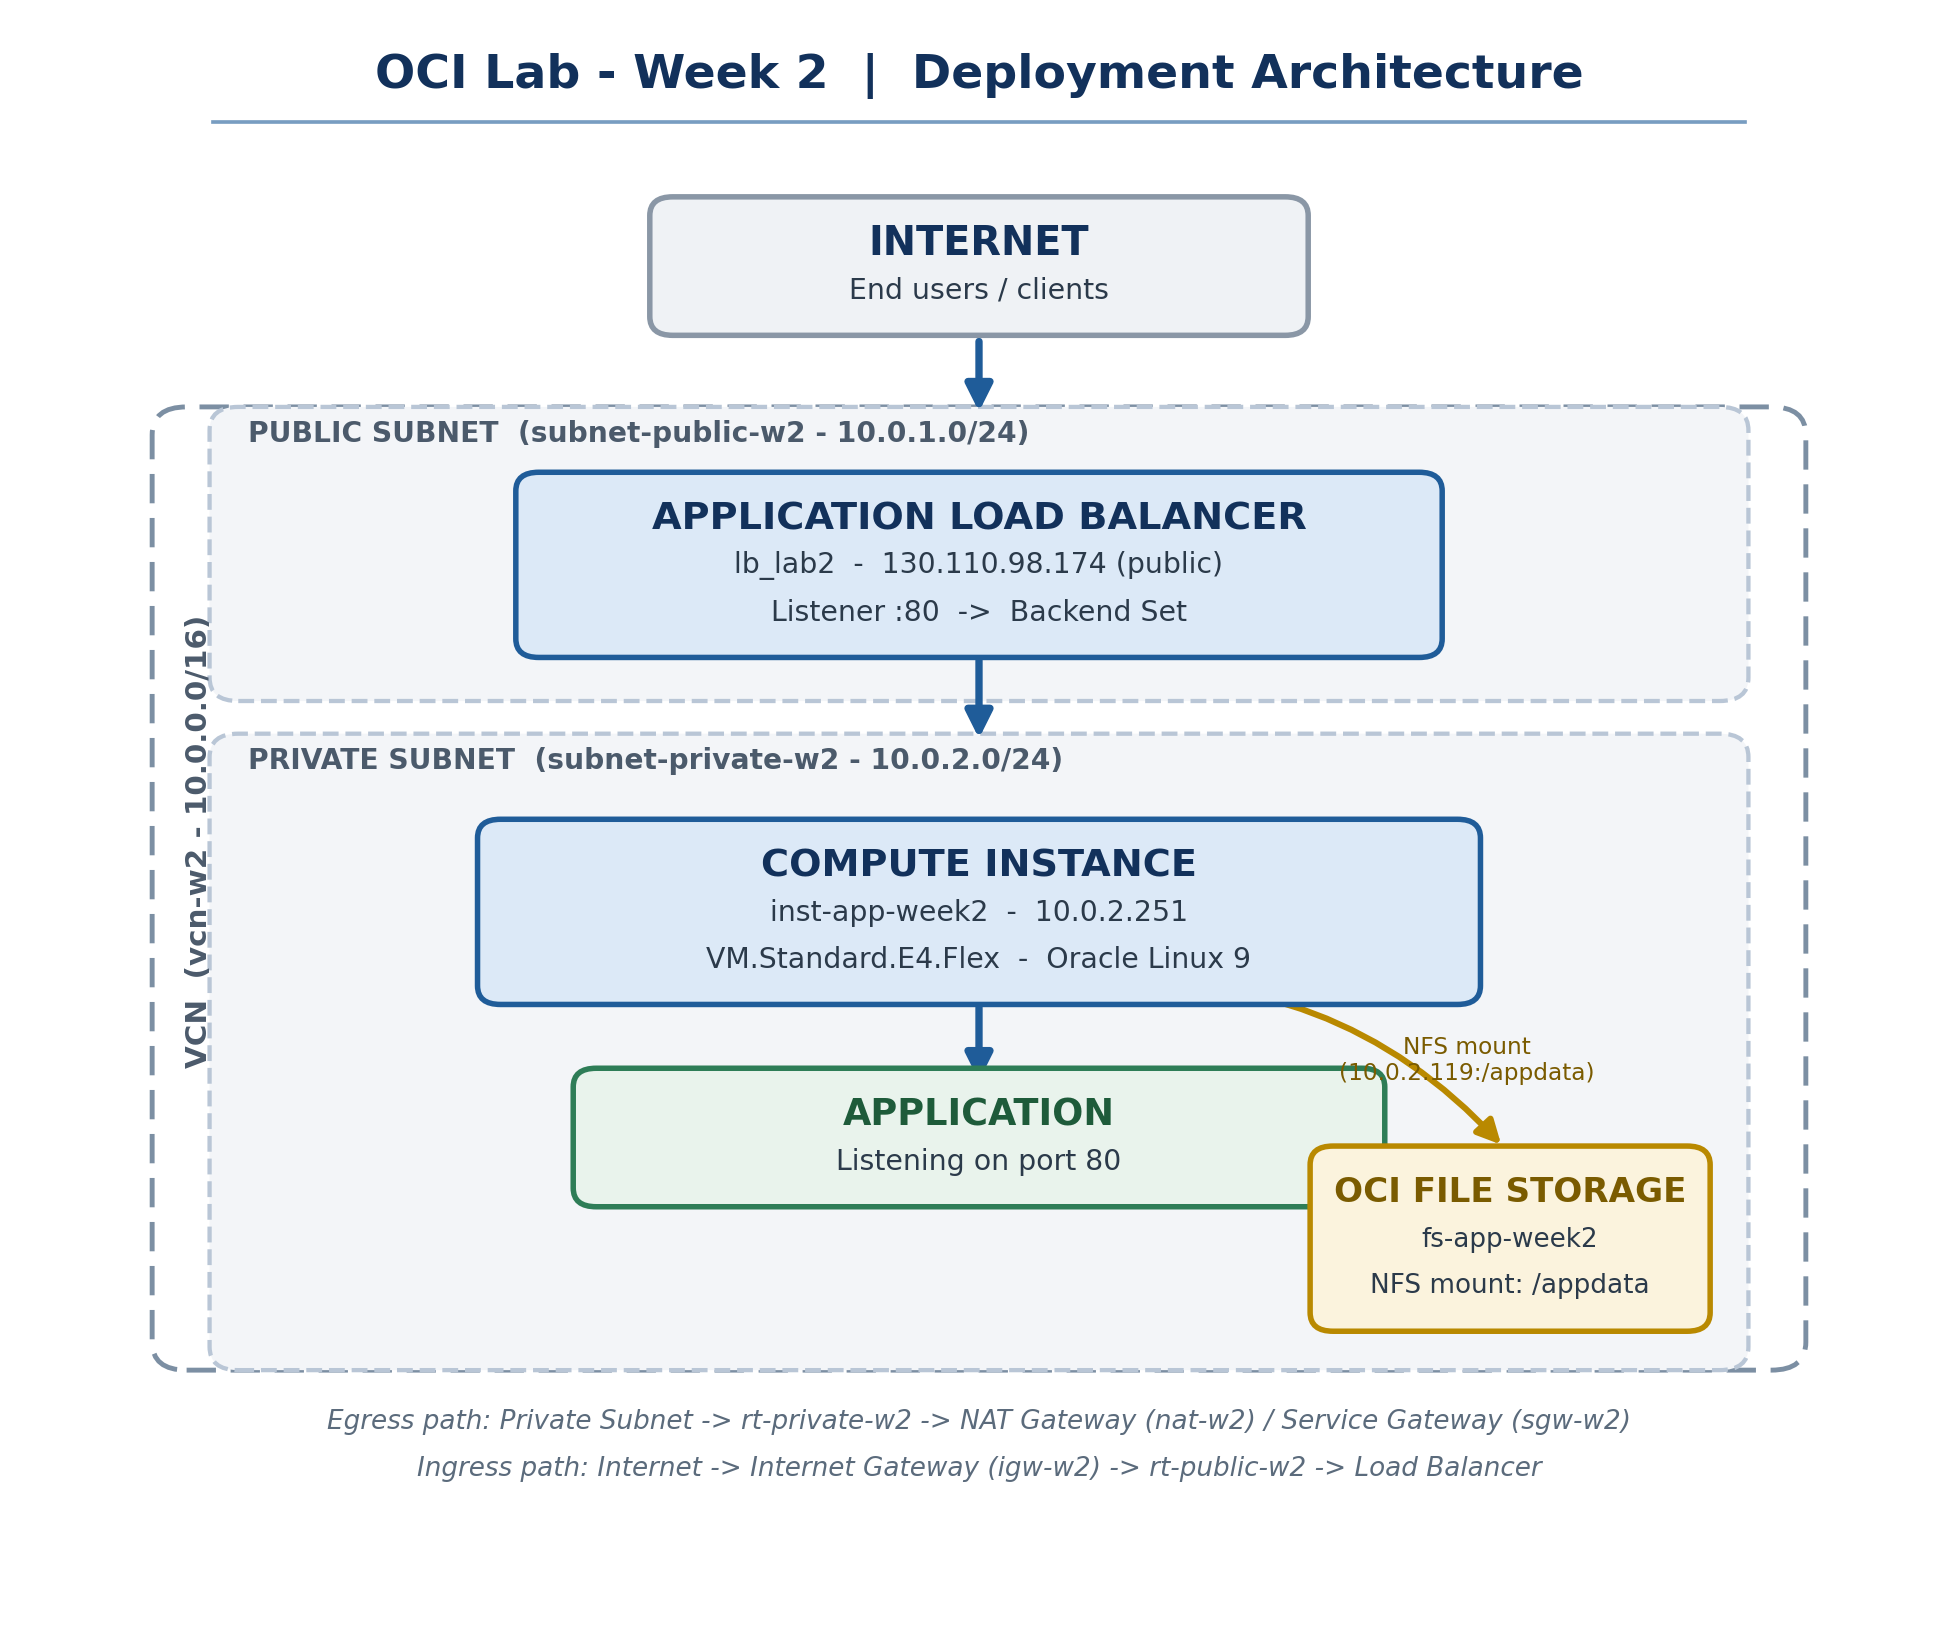 OCI Lab - Week 2 | Deployment Architecture
INTERNET
End users / clients
PUBLIC SUBNET (subnet-public-w2 - 10.0.1.0/24)
APPLICATION LOAD BALANCER
lb_lab2 - 130.110.98.174 (public)
Listener :80 -> Backend Set
VCN (vcn-w2 - 10.0.0.0/16)
PRIVATE SUBNET (subnet-private-w2 - 10.0.2.0/24)
COMPUTE INSTANCE
inst-app-week2 - 10.0.2.251
VM.Standard.E4.Flex - Oracle Linux 9
NFS mount
(10.0.2.119:/appdata)
APPLICATION
Listening on port 80
OCI FILE STORAGE
fs-app-week2
NFS mount: /appdata
Egress path: Private Subnet -> rt-private-w2 -> NAT Gateway (nat-w2) / Service Gateway (sgw-w2)
Ingress path: Internet -> Internet Gateway (igw-w2) -> rt-public-w2 -> Load Balancer